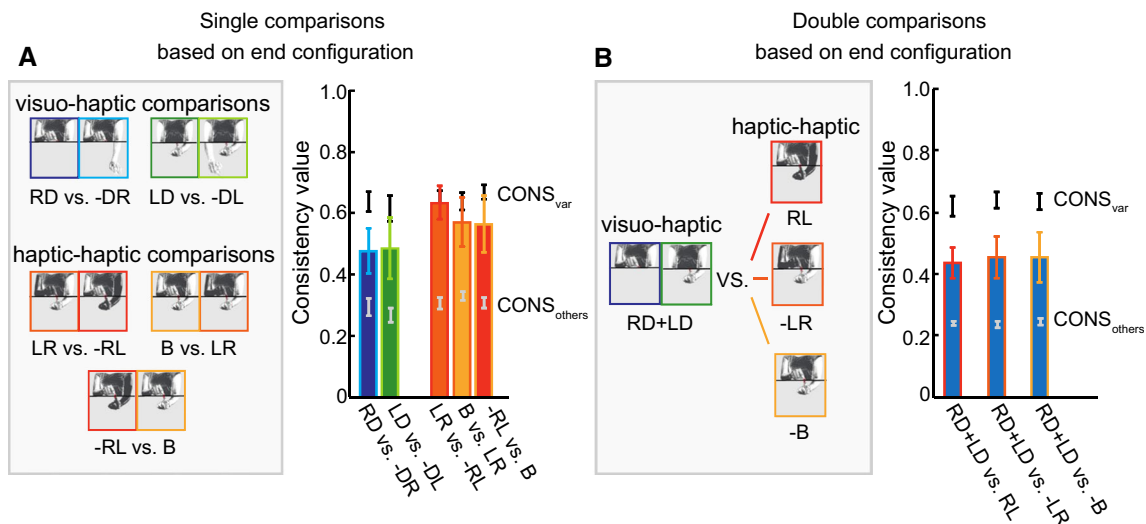 Single comparisons
based on end configuration
A
visuo-haptic comparisons
RD vs. -DR
LD vs. -DL
haptic-haptic comparisons
LR vs. -RL
B vs. LR
-RL vs. B
Consistency value
1.0
0.8
0.6
0.4
0.2
0
CONSvar
CONSothers
RD vs. -DR
LD vs. -DL
LR vs. -RL
B vs. LR
-RL vs. B
Double comparisons
based on end configuration
B
visuo-haptic
RD+LD
VS.
haptic-haptic
RL
-LR
-B
Consistency value
1.0
0.8
0.6
0.4
0.2
0
CONSvar
CONSothers
RD+LD vs. RL
RD+LD vs. -LR
RD+LD vs. -B